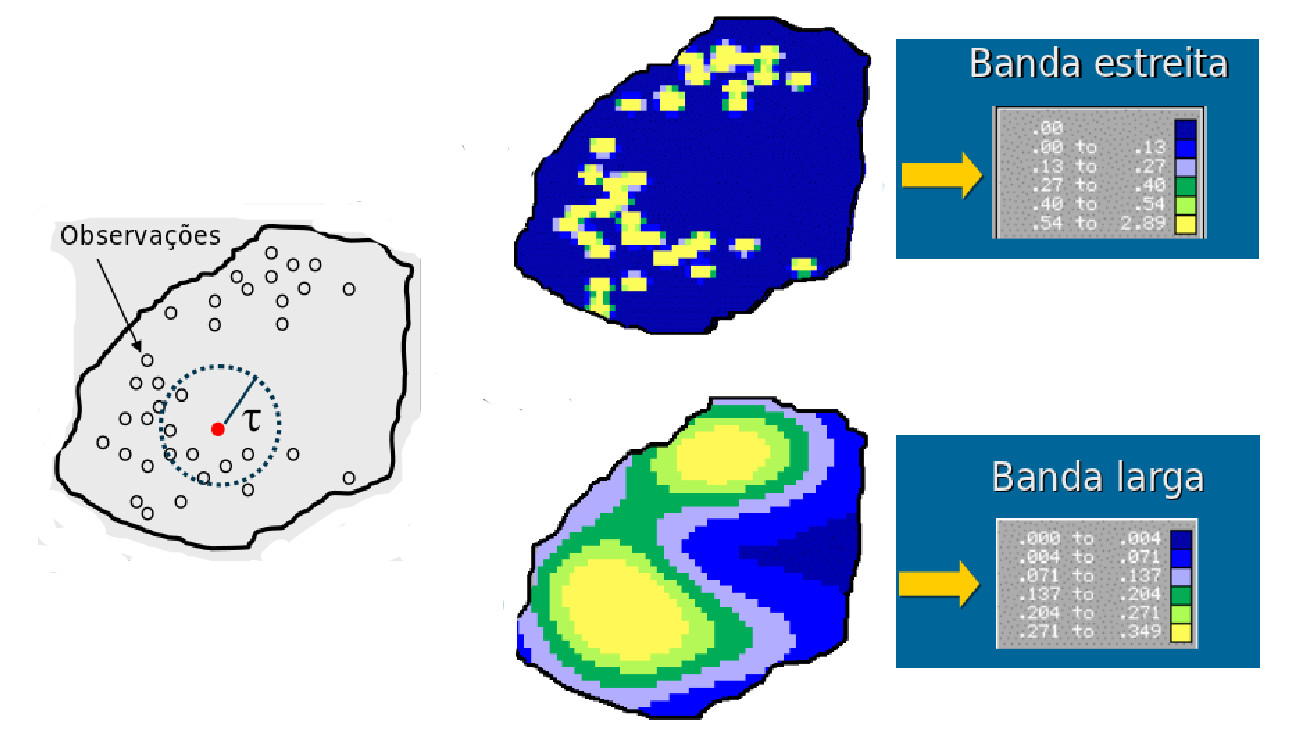 Observações
τ
Banda estreita
.00
.00 to .13
.13 to .27
.27 to .40
.40 to .54
.54 to 2.89
Banda larga
.000 to .004
.004 to .071
.071 to .137
.137 to .204
.204 to .271
.271 to .349